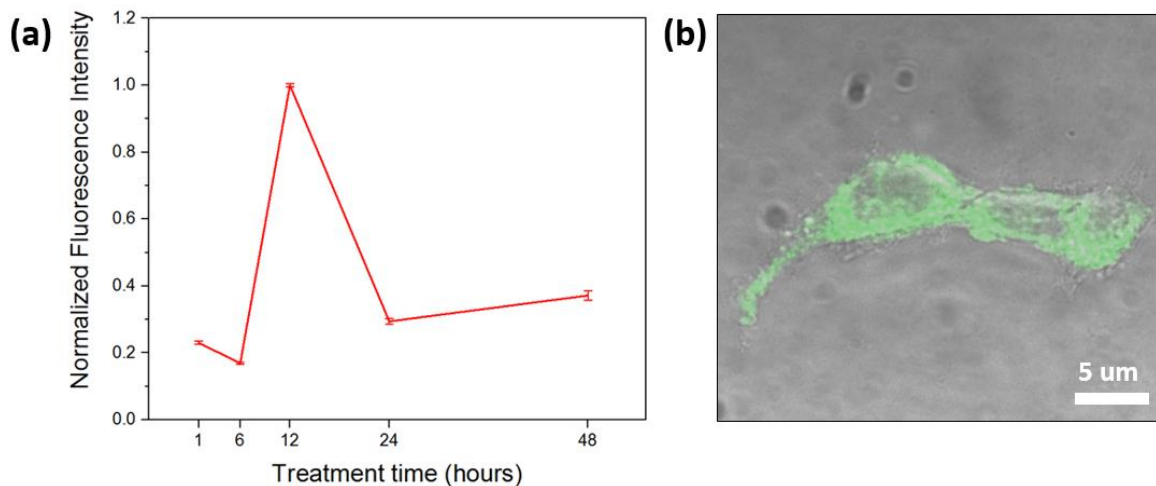 (a)
1.2
1.0
0.8
0.6
0.4
0.2
0.0
Normalized Fluorescence Intensity
1 6 12 24 48
Treatment time (hours)
(b)
5 um